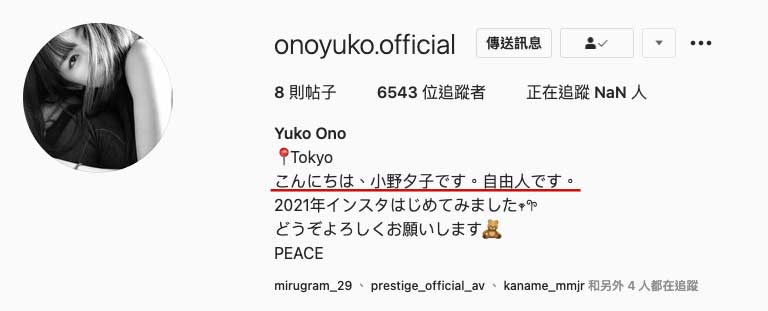 onoyuko.official 傳送訊息
8 則帖子 6543 位追蹤者 正在追蹤 NaN 人
Yuko Ono
📍Tokyo
こんにちは、小野夕子です。自由人です。
2021年インスタはじめてみました𖤣𖥧
どうぞよろしくお願いします🧸
PEACE
mirugram_29 、 prestige_official_av 、 kaname_mmjr 和另外 4 人都在追蹤